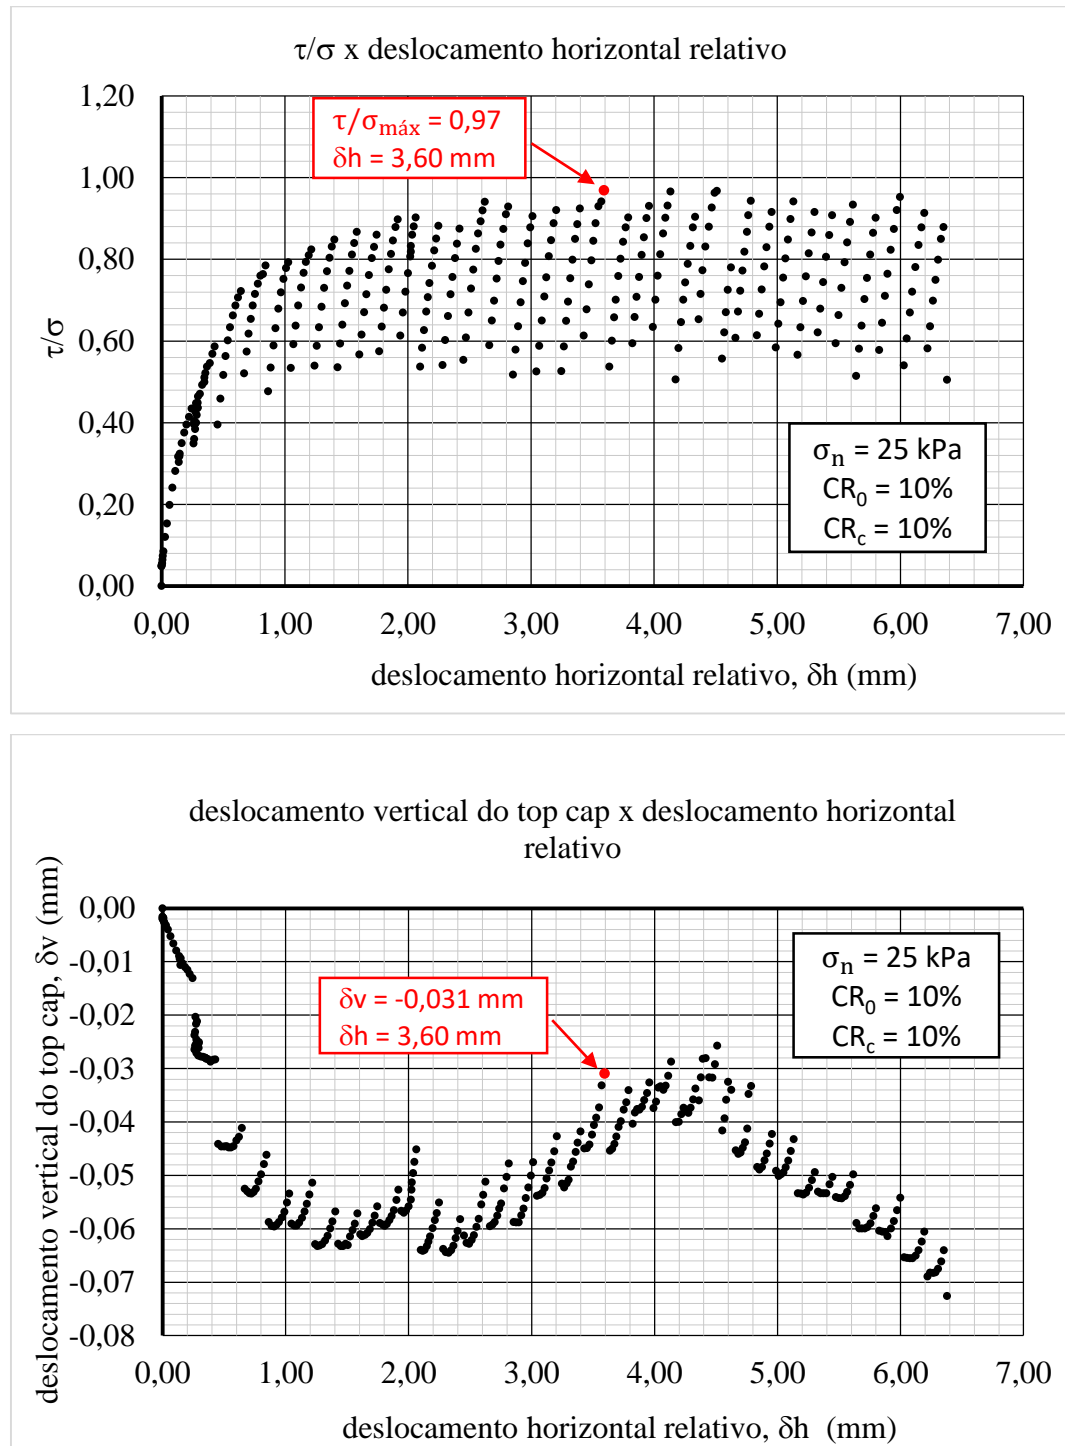 τ/σ x deslocamento horizontal relativo
1,20
τ/σmáx = 0,97
δh = 3,60 mm
1,00
0,80
0,60
τ/σ
0,40
σn = 25 kPa
CR0 = 10%
CRc = 10%
0,20
0,00
0,00 1,00 2,00 3,00 4,00 5,00 6,00 7,00
deslocamento horizontal relativo, δh (mm)
deslocamento vertical do top cap x deslocamento horizontal
relativo
deslocamento vertical do top cap, δv (mm)
0,00
-0,01
σn = 25 kPa
CR0 = 10%
CRc = 10%
δv = -0,031 mm
δh = 3,60 mm
-0,02
-0,03
-0,04
-0,05
-0,06
-0,07
-0,08
0,00 1,00 2,00 3,00 4,00 5,00 6,00 7,00
deslocamento horizontal relativo, δh (mm)